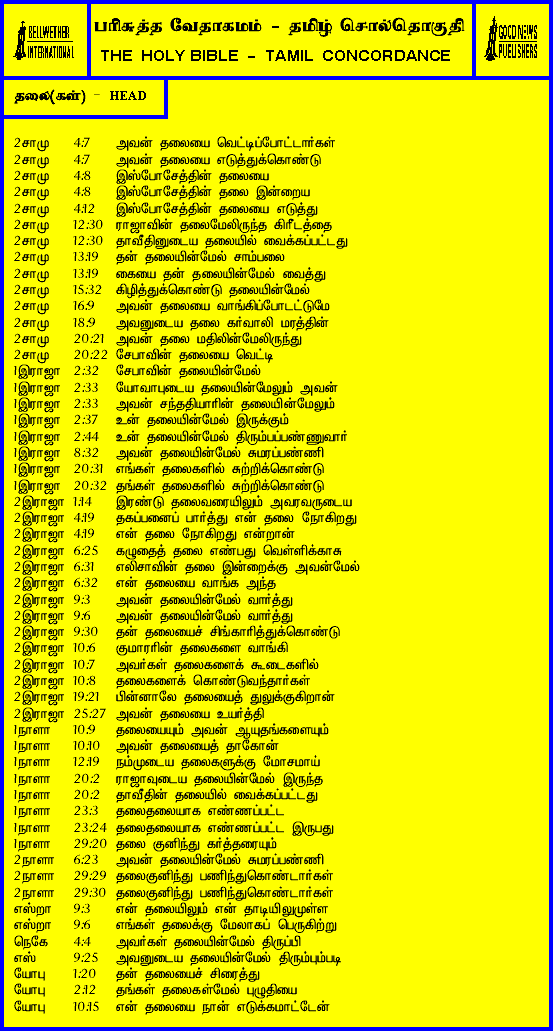 BELLWETHER
INTERNATIONAL
பரிசுத்த வேதாகமம் - தமிழ் சொல்தொகுதி
THE HOLY BIBLE - TAMIL CONCORDANCE
GOOD NEWS
PUBLISHERS
தலை(கள்) - HEAD
2சாமு 4:7 அவன் தலையை வெட்டிப்போட்டார்கள்
2சாமு 4:7 அவன் தலையை எடுத்துக்கொண்டு
2சாமு 4:8 இஸ்போசேத்தின் தலையை
2சாமு 4:8 இஸ்போசேத்தின் தலை இன்றைய
2சாமு 4:12 இஸ்போசேத்தின் தலையை எடுத்து
2சாமு 12:30 ராஜாவின் தலைமேலிருந்த கிரீடத்தை
2சாமு 12:30 தாவீதினுடைய தலையில் வைக்கப்பட்டது
2சாமு 13:19 தன் தலையின்மேல் சாம்பலை
2சாமு 13:19 கையை தன் தலையின்மேல் வைத்து
2சாமு 15:32 கிழித்துக்கொண்டு தலையின்மேல்
2சாமு 16:9 அவன் தலையை வாங்கிப்போடட்டுமே
2சாமு 18:9 அவனுடைய தலை கர்வாலி மரத்தின்
2சாமு 20:21 அவன் தலை மதிலின்மேலிருந்து
2சாமு 20:22 சேபாவின் தலையை வெட்டி
1இராஜா 2:32 சேபாவின் தலையின்மேல்
1இராஜா 2:33 யோவாபுடைய தலையின்மேலும் அவன்
1இராஜா 2:33 அவன் சந்ததியாரின் தலையின்மேலும்
1இராஜா 2:37 உன் தலையின்மேல் இருக்கும்
1இராஜா 2:44 உன் தலையின்மேல் திரும்பப்பண்ணுவார்
1இராஜா 8:32 அவன் தலையின்மேல் சுமரப்பண்ணி
1இராஜா 20:31 எங்கள் தலைகளில் சுற்றிக்கொண்டு
1இராஜா 20:32 தங்கள் தலைகளில் சுற்றிக்கொண்டு
2இராஜா 1:14 இரண்டு தலைவரையிலும் அவரவருடைய
2இராஜா 4:19 தகப்பனைப் பார்த்து என் தலை நோகிறது
2இராஜா 4:19 என் தலை நோகிறது என்றான்
2இராஜா 6:25 கழுதைத் தலை எண்பது வெள்ளிக்காசு
2இராஜா 6:31 எலிசாவின் தலை இன்றைக்கு அவன்மேல்
2இராஜா 6:32 என் தலையை வாங்க அந்த
2இராஜா 9:3 அவன் தலையின்மேல் வார்த்து
2இராஜா 9:6 அவன் தலையின்மேல் வார்த்து
2இராஜா 9:30 தன் தலையைச் சிங்காரித்துக்கொண்டு
2இராஜா 10:6 குமாரரின் தலைகளை வாங்கி
2இராஜா 10:7 அவர்கள் தலைகளைக் கூடைகளில்
2இராஜா 10:8 தலைகளைக் கொண்டுவந்தார்கள்
2இராஜா 19:21 பின்னாலே தலையைத் துலுக்குகிறான்
2இராஜா 25:27 அவன் தலையை உயர்த்தி
1நாளா 10:9 தலையையும் அவன் ஆயுதங்களையும்
1நாளா 10:10 அவன் தலையைத் தாகோன்
1நாளா 12:19 நம்முடைய தலைகளுக்கு மோசமாய்
1நாளா 20:2 ராஜாவுடைய தலையின்மேல் இருந்த
1நாளா 20:2 தாவீதின் தலையில் வைக்கப்பட்டது
1நாளா 23:3 தலைதலையாக எண்ணப்பட்ட
1நாளா 23:24 தலைதலையாக எண்ணப்பட்ட இருபது
1நாளா 29:20 தலை குனிந்து கர்த்தரையும்
2நாளா 6:23 அவன் தலையின்மேல் சுமரப்பண்ணி
2நாளா 29:29 தலைகுனிந்து பணிந்துகொண்டார்கள்
2நாளா 29:30 தலைகுனிந்து பணிந்துகொண்டார்கள்
எஸ்றா 9:3 என் தலையிலும் என் தாடியிலுமுள்ள
எஸ்றா 9:6 எங்கள் தலைக்கு மேலாகப் பெருகிற்று
நெகே 4:4 அவர்கள் தலையின்மேல் திருப்பி
எஸ் 9:25 அவனுடைய தலையின்மேல் திரும்பும்படி
யோபு 1:20 தன் தலையைச் சிரைத்து
யோபு 2:12 தங்கள் தலைகள்மேல் புழுதியை
யோபு 10:15 என் தலையை நான் எடுக்கமாட்டேன்